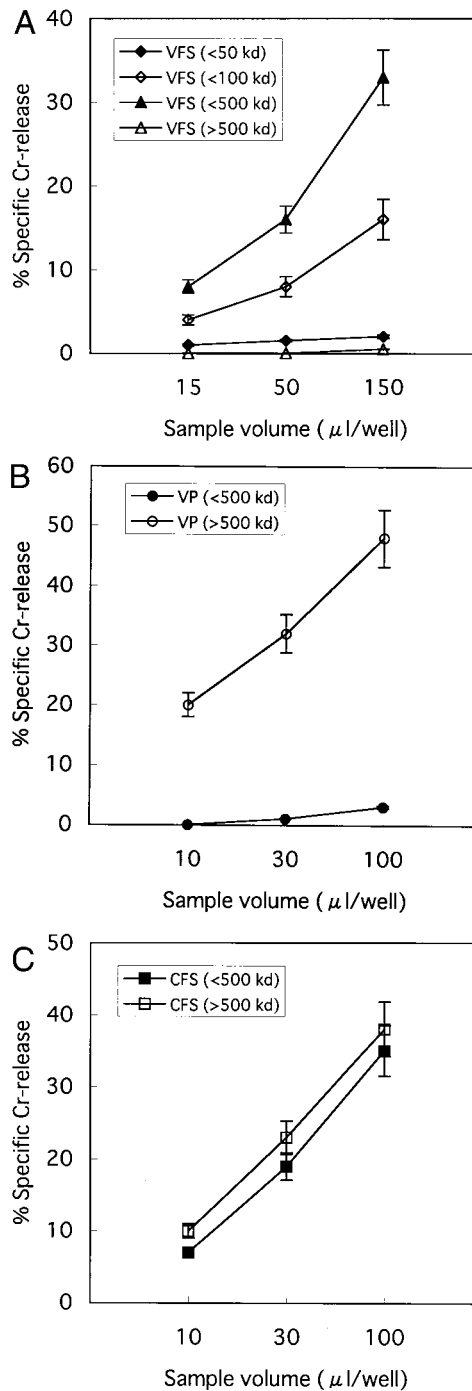 A
40
VFS (<50 kd)
VFS (<100 kd)
VFS (<500 kd)
VFS (>500 kd)
30
20
10
0
% Specific Cr-release
15 50 150
Sample volume ( μl/well)
B
60
VP (<500 kd)
VP (>500 kd)
50
40
30
20
10
0
% Specific Cr-release
10 30 100
Sample volume ( μl/well)
C
50
CFS (<500 kd)
CFS (>500 kd)
40
30
20
10
0
% Specific Cr-release
10 30 100
Sample volume ( μl/well)